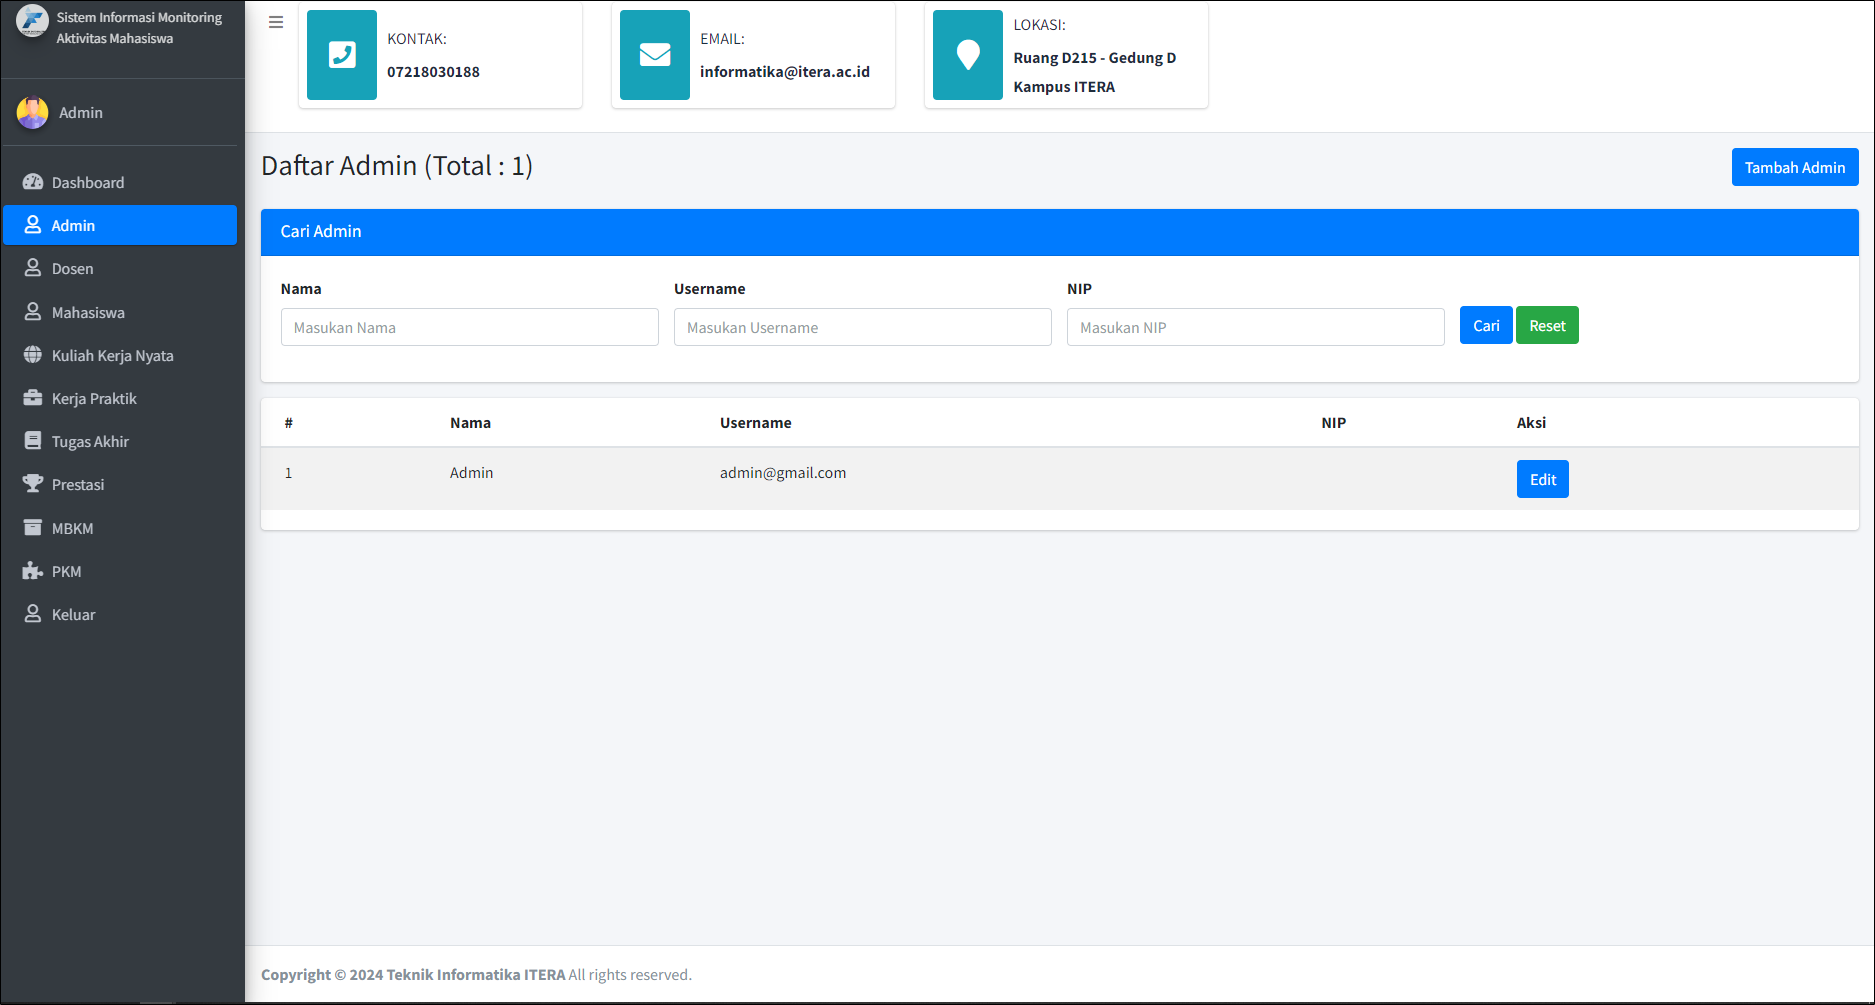 Sistem Informasi Monitoring
Aktivitas Mahasiswa
Admin
Dashboard
Admin
Dosen
Mahasiswa
Kuliah Kerja Nyata
Kerja Praktik
Tugas Akhir
Prestasi
MBKM
PKM
Keluar
KONTAK:
07218030188
EMAIL:
informatika@itera.ac.id
LOKASI:
Ruang D215 - Gedung D
Kampus ITERA
Daftar Admin (Total : 1)
Tambah Admin
Cari Admin
Nama Username NIP
Masukan Nama Masukan Username Masukan NIP Cari Reset
# Nama Username NIP Aksi
1 Admin admin@gmail.com Edit
Copyright © 2024 Teknik Informatika ITERA All rights reserved.